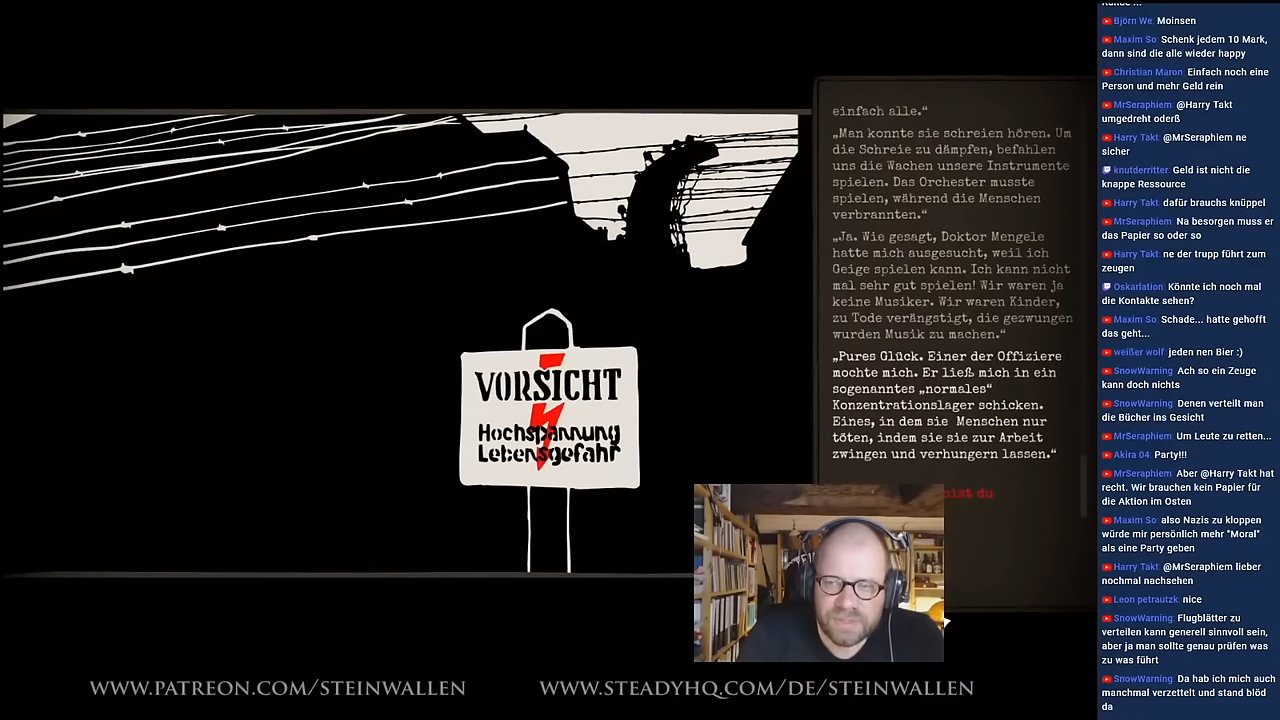 VORSICHT
Hochspannung
Lebensgefahr
einfach alle.“
„Man konnte sie schreien hören. Um
die Schreie zu dämpfen, befahlen
uns die Wachen unsere Instrumente
spielen. Das Orchester musste
spielen, während die Menschen
verbrannten.“
„Ja. Wie gesagt, Doktor Mengele
hatte mich ausgesucht, weil ich
Geige spielen kann. Ich kann nicht
mal sehr gut spielen! Wir waren ja
keine Musiker. Wir waren Kinder,
zu Tode verängstigt, die gezwungen
wurden Musik zu machen.“
„Pures Glück. Einer der Offiziere
mochte mich. Er ließ mich in ein
sogenanntes „normales“
Konzentrationslager schicken.
Eines, in dem sie Menschen nur
töten, indem sie sie zur Arbeit
zwingen und verhungern lassen.“
bist du
WWW.PATREON.COM/STEINWALLEN
WWW.STEADYHQ.COM/DE/STEINWALLEN
Björn We: Moinsen
Maxim So: Schenk jedem 10 Mark,
dann sind die alle wieder happy
Christian Maron: Einfach noch eine
Person und mehr Geld rein
MrSeraphiem: @Harry Takt
umgedreht oderß
Harry Takt: @MrSeraphiem ne
sicher
knutderritter: Geld ist nicht die
knappe Ressource
Harry Takt: dafür brauchs knüppel
MrSeraphiem: Na besorgen muss er
das Papier so oder so
Harry Takt: ne der trupp führt zum
zeugen
Oskarlation: Könnte ich noch mal
die Kontakte sehen?
Maxim So: Schade... hatte gehofft
das geht...
weißer wolf: jeden nen Bier :)
SnowWarning: Ach so ein Zeuge
kann doch nichts
SnowWarning: Denen verteilt man
die Bücher ins Gesicht
MrSeraphiem: Um Leute zu retten...
Akira 04: Party!!!
MrSeraphiem: Aber @Harry Takt hat
recht. Wir brauchen kein Papier für
die Aktion im Osten
Maxim So: also Nazis zu kloppen
würde mir persönlich mehr "Moral"
als eine Party geben
Harry Takt: @MrSeraphiem lieber
nochmal nachsehen
Leon petrautzk: nice
SnowWarning: Flugblätter zu
verteilen kann generell sinnvoll sein,
aber ja man sollte genau prüfen was
zu was führt
SnowWarning: Da hab ich mich auch
manchmal verzettelt und stand blöd
da